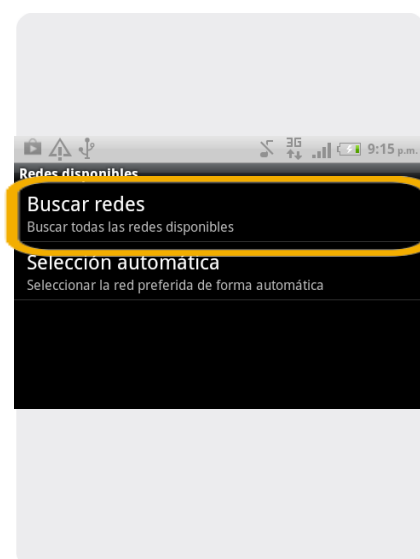 3G
9:15 p.m.
Redes disponibles
Buscar redes
Buscar todas las redes disponibles
Selección automática
Seleccionar la red preferida de forma automática